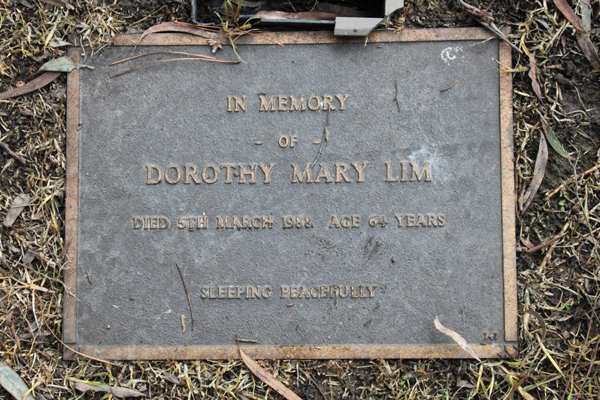 IN MEMORY
- OF -
DOROTHY MARY LIM
DIED 5TH MARCH 1988. AGE 64 YEARS
SLEEPING PEACEFULLY